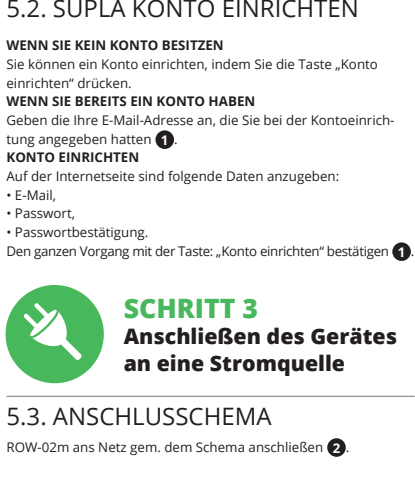 5.2. SUPLA KONTO EINRICHTEN
WENN SIE KEIN KONTO BESITZEN
Sie können ein Konto einrichten, indem Sie die Taste „Konto
einrichten" drücken.
WENN SIE BEREITS EIN KONTO HABEN
Geben die Ihre E-Mail-Adresse an, die Sie bei der Kontoeinrich-
tung angegeben hatten 1.
KONTO EINRICHTEN
Auf der Internetseite sind folgende Daten anzugeben:
• E-Mail,
• Passwort,
• Passwortbestätigung.
Den ganzen Vorgang mit der Taste: „Konto einrichten" bestätigen 1.
SCHRITT 3
Anschließen des Gerätes
an eine Stromquelle
5.3. ANSCHLUSSCHEMA
ROW-02m ans Netz gem. dem Schema anschließen 2.